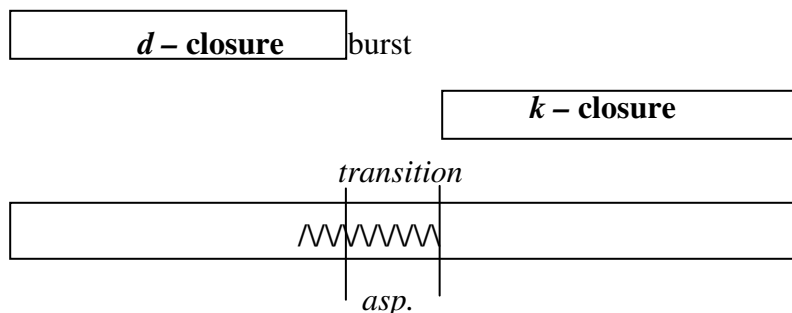 d – closure burst
k – closure
transition
asp.